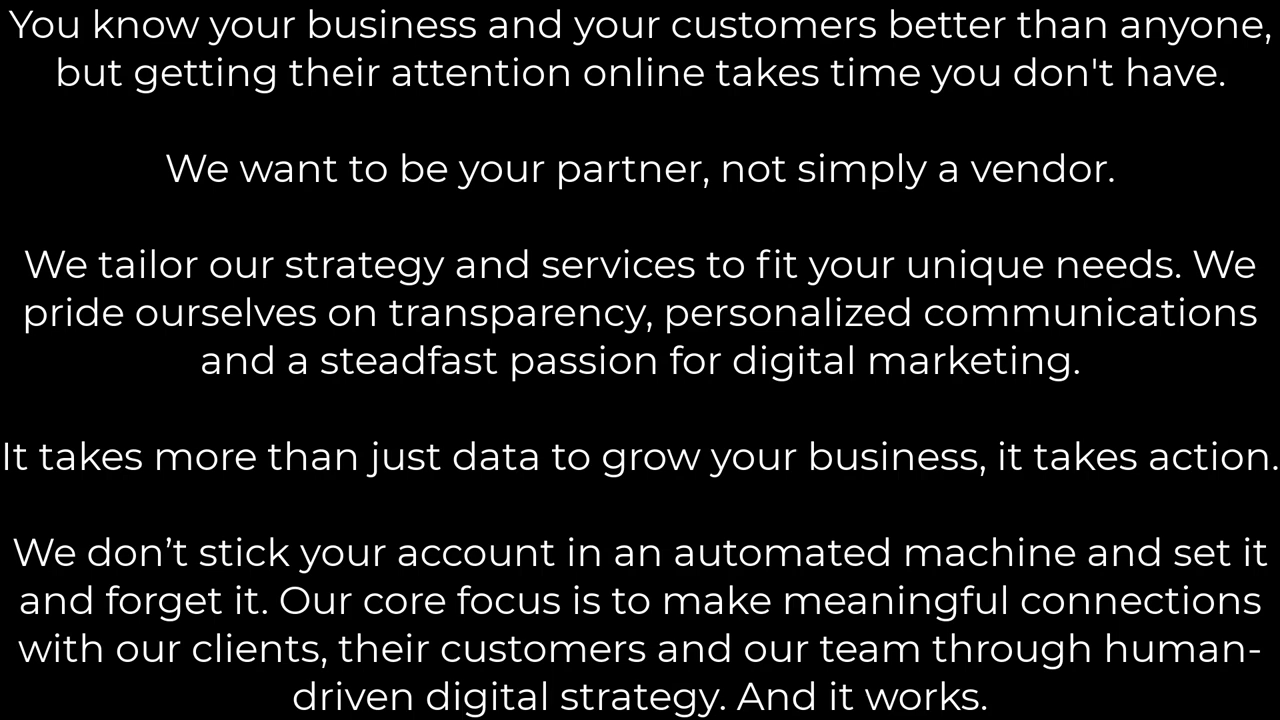 You know your business and your customers better than anyone,
but getting their attention online takes time you don't have.
We want to be your partner, not simply a vendor.
We tailor our strategy and services to fit your unique needs. We
pride ourselves on transparency, personalized communications
and a steadfast passion for digital marketing.
It takes more than just data to grow your business, it takes action.
We don’t stick your account in an automated machine and set it
and forget it. Our core focus is to make meaningful connections
with our clients, their customers and our team through human-
driven digital strategy. And it works.